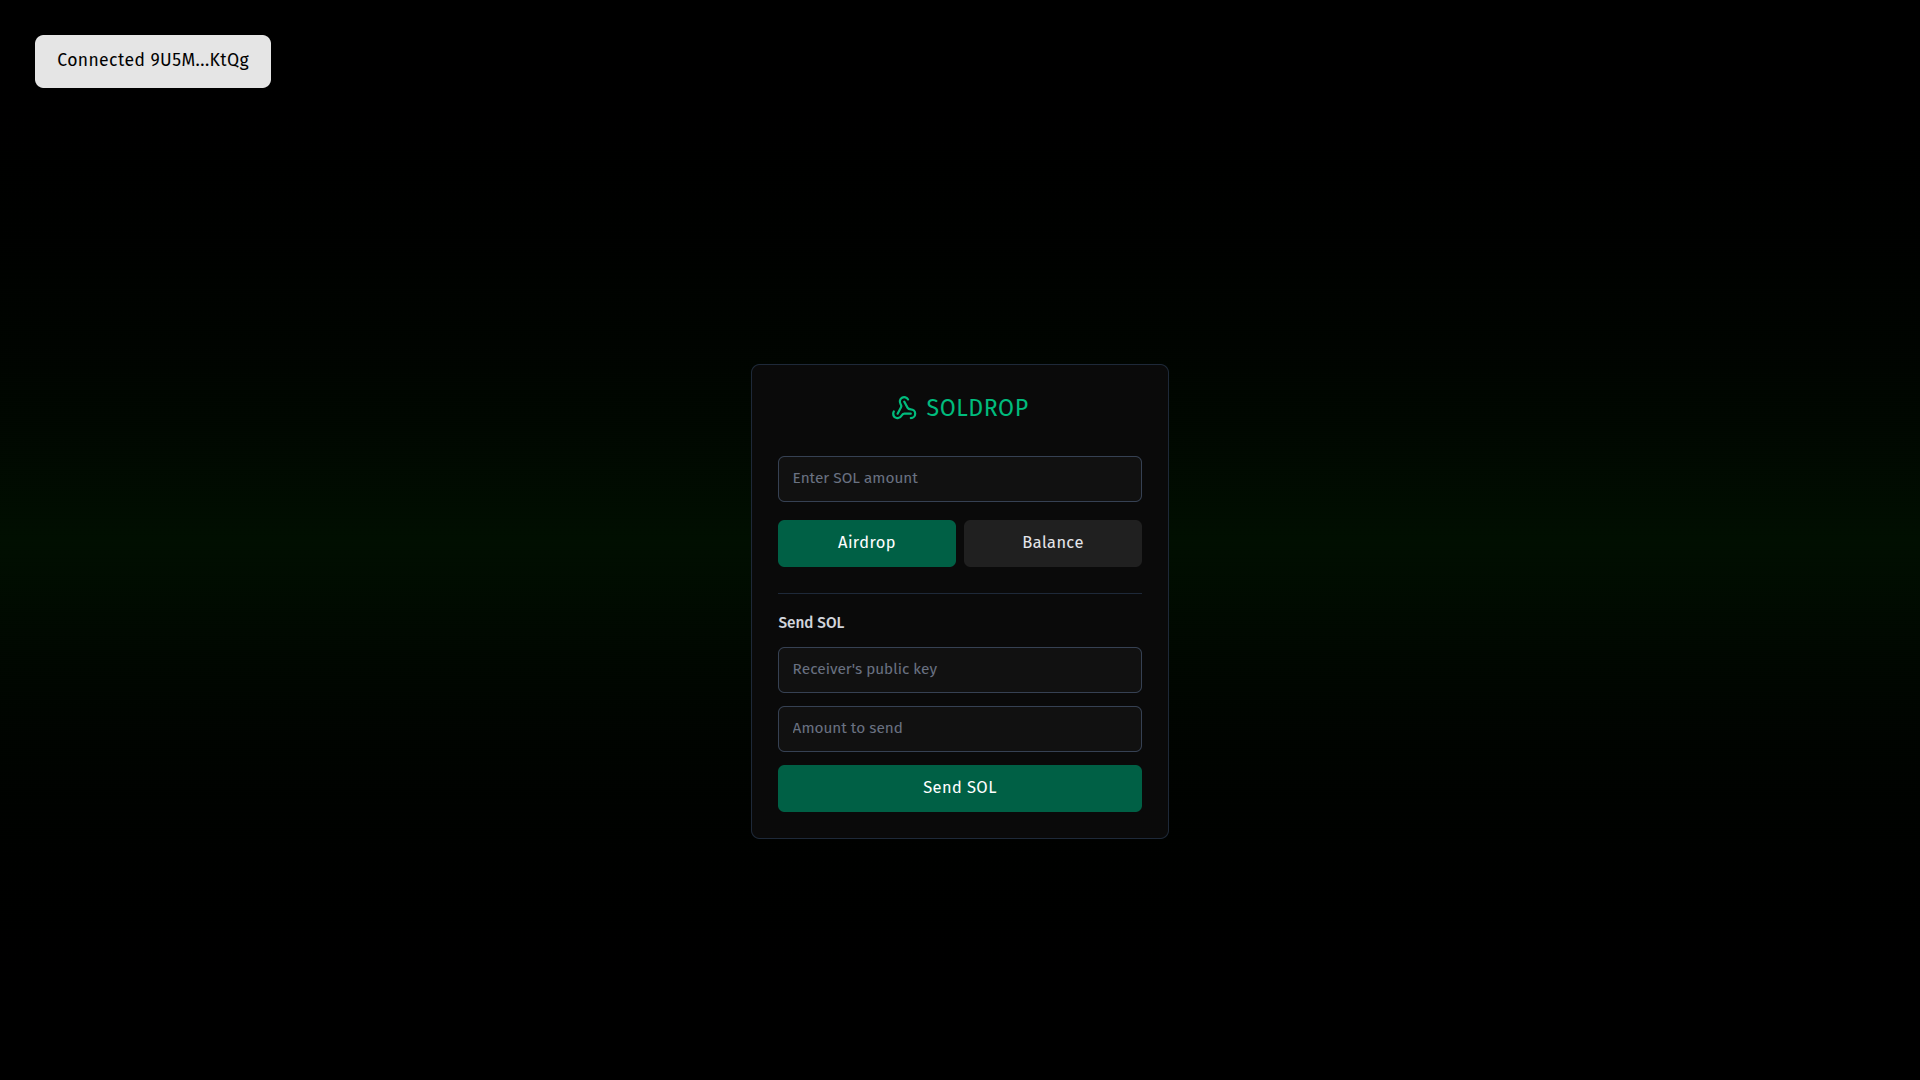 Connected 9U5M...KtQg
SOLDROP
Enter SOL amount
Airdrop
Balance
Send SOL
Receiver's public key
Amount to send
Send SOL